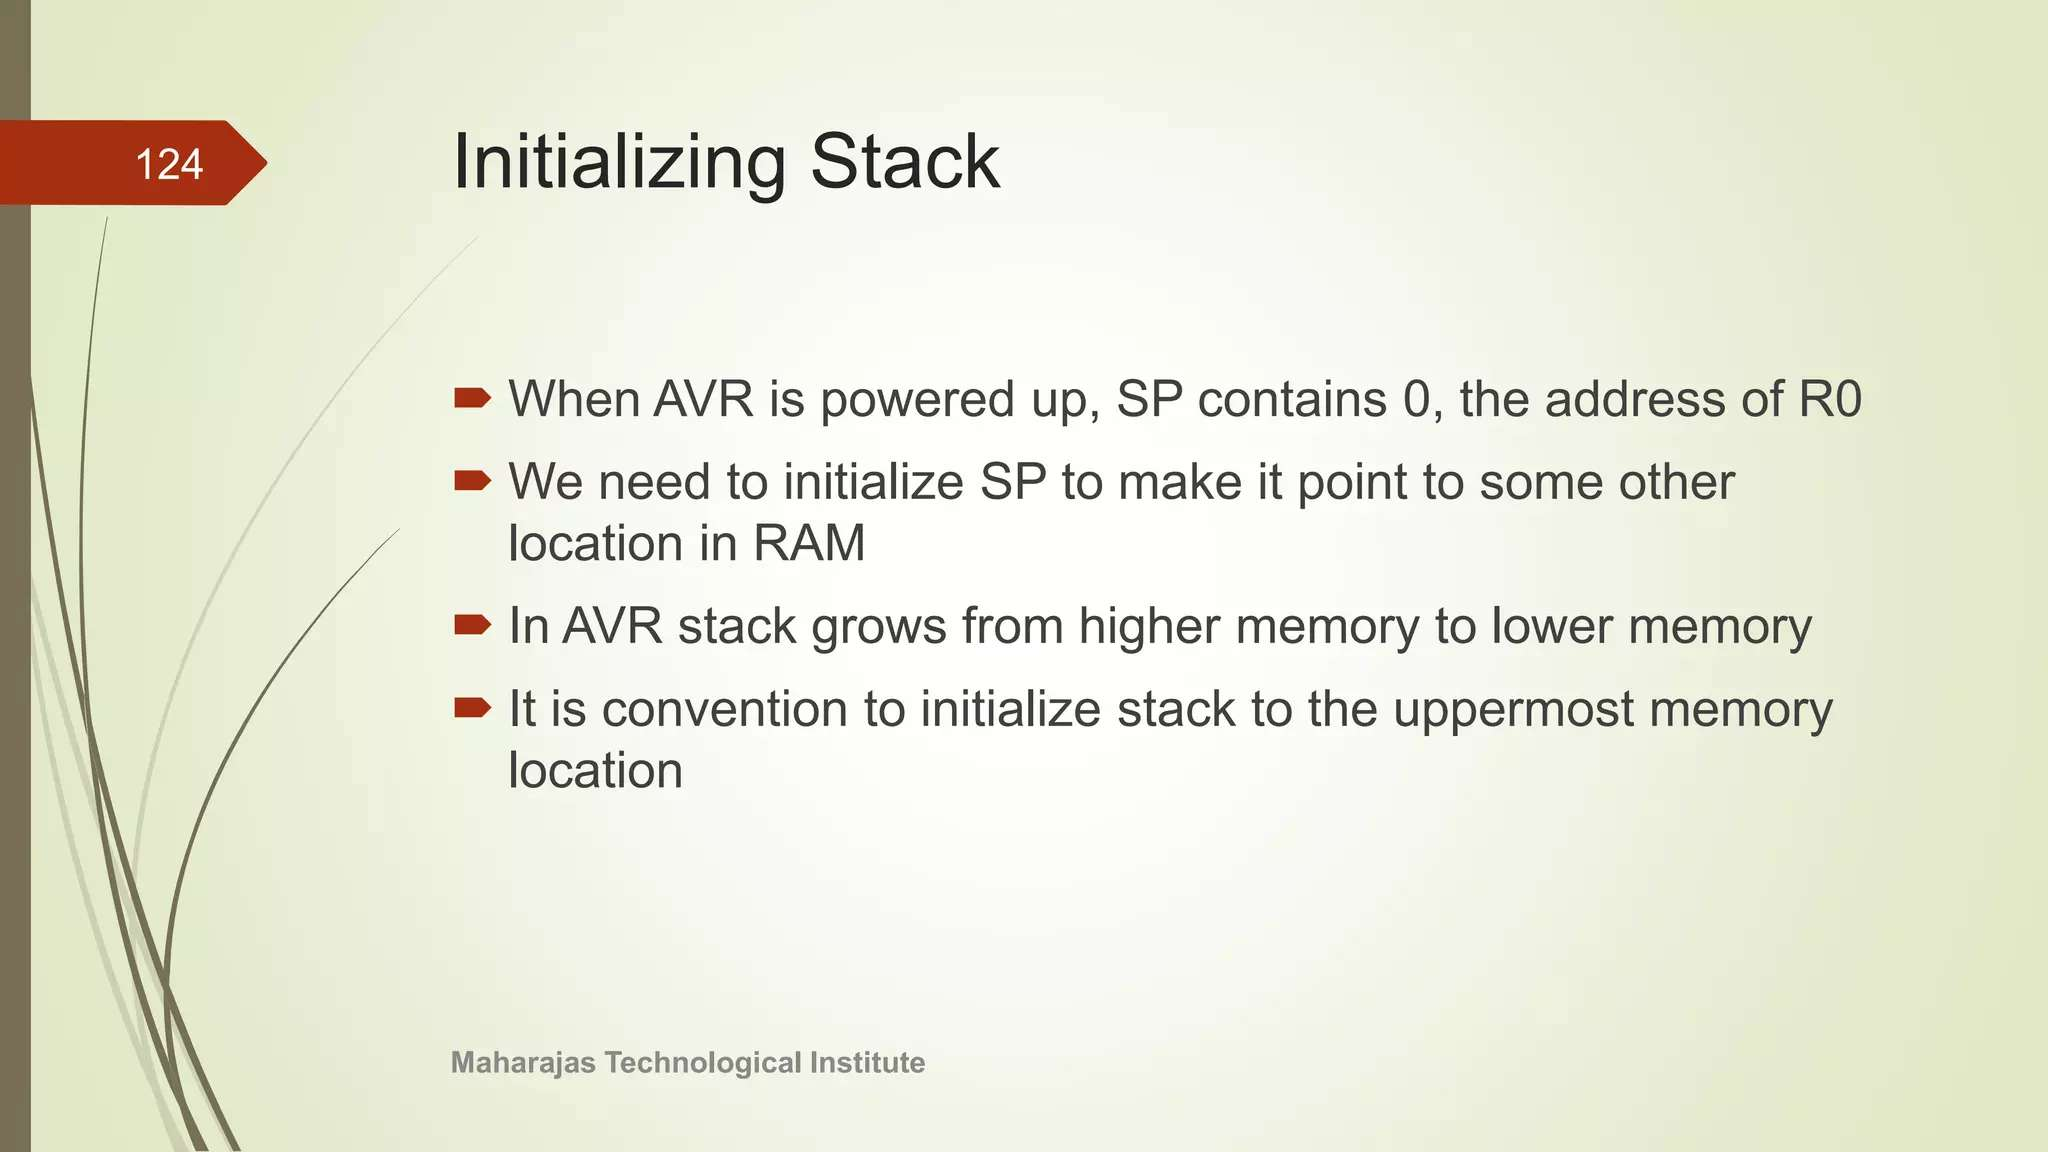 124
Initializing Stack
When AVR is powered up, SP contains 0, the address of R0
We need to initialize SP to make it point to some other
location in RAM
In AVR stack grows from higher memory to lower memory
It is convention to initialize stack to the uppermost memory
location
Maharajas Technological Institute